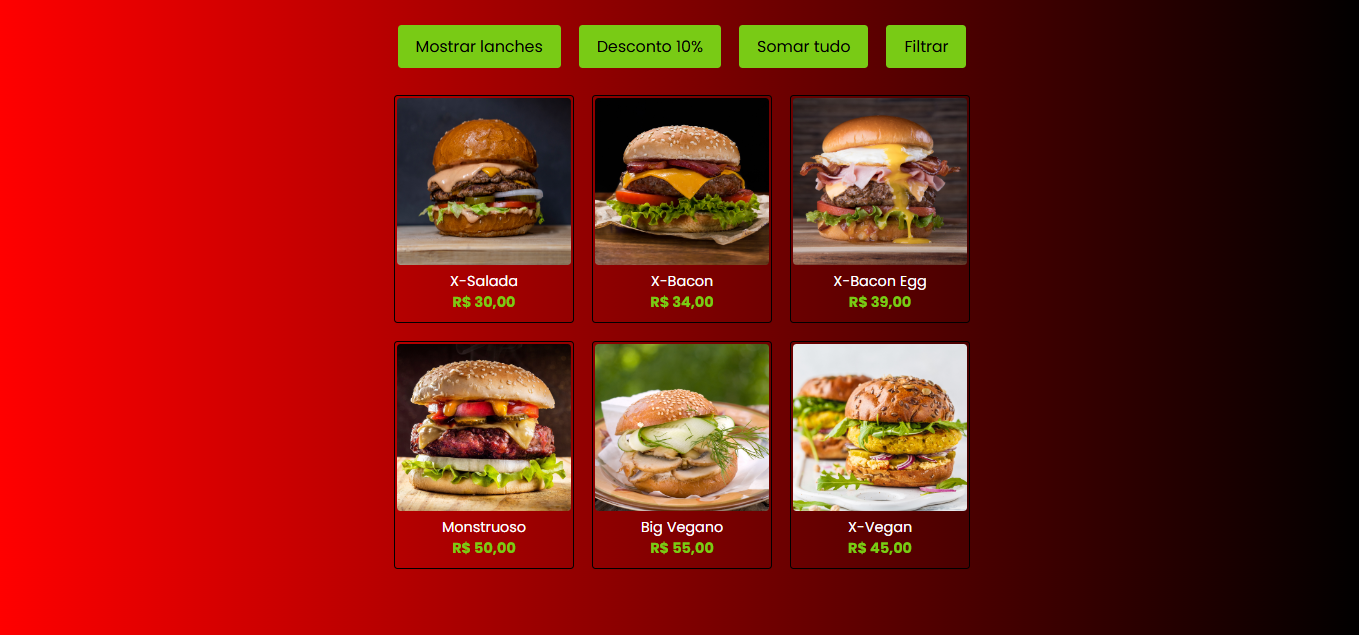 Mostrar lanches
Desconto 10%
Somar tudo
Filtrar
X-Salada
R$ 30,00
X-Bacon
R$ 34,00
X-Bacon Egg
R$ 39,00
Monstruoso
R$ 50,00
Big Vegano
R$ 55,00
X-Vegan
R$ 45,00